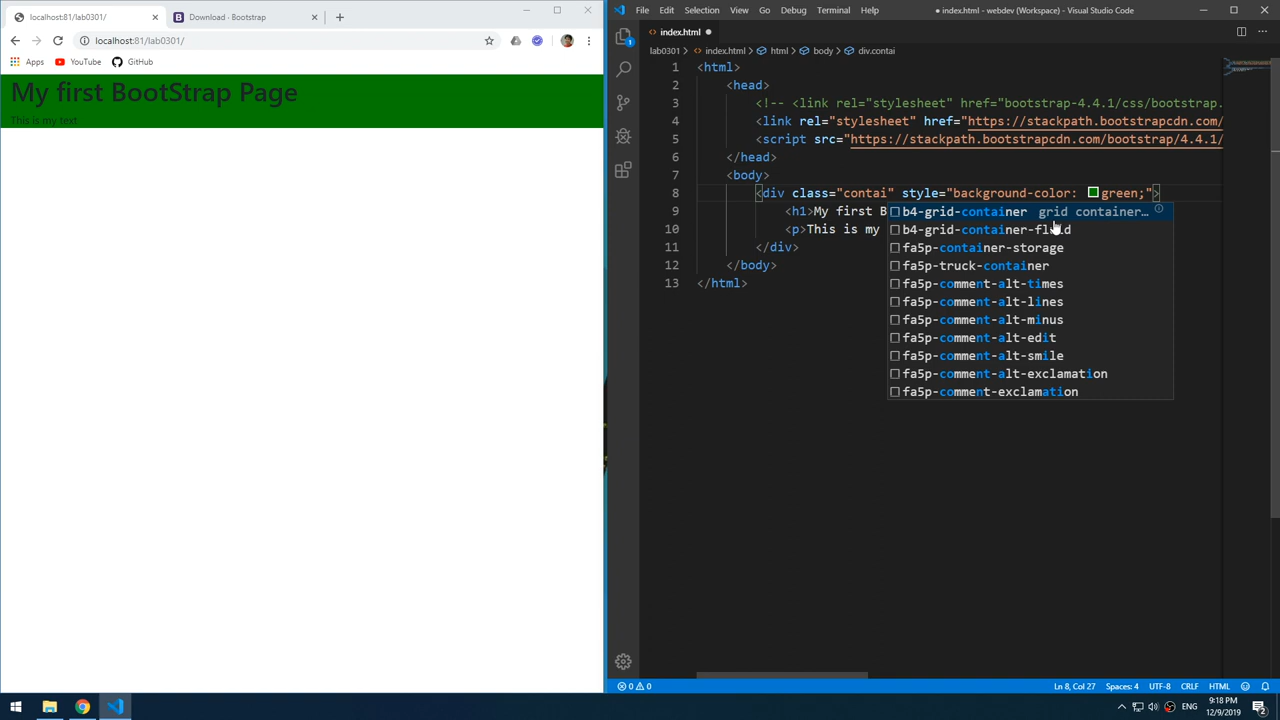 localhost:81/lab0301/
Download · Bootstrap
localhost:81/lab0301/
Apps
YouTube
GitHub
My first BootStrap Page
This is my text
File Edit Selection View Go Debug Terminal Help
● index.html - webdev (Workspace) - Visual Studio Code
<> index.html ●
lab0301 > <> index.html > html > body > div.contai
1 <html>
2 <head>
3 <!-- <link rel="stylesheet" href="bootstrap-4.4.1/css/bootstrap.
4 <link rel="stylesheet" href="https://stackpath.bootstrapcdn.com/
5 <script src="https://stackpath.bootstrapcdn.com/bootstrap/4.4.1/
6 </head>
7 <body>
8 <div class="contai" style="background-color: green;">
9 <h1>My first B
10 <p>This is my
11 </div>
12 </body>
13 </html>
b4-grid-container grid container…
b4-grid-container-fluid
fa5p-container-storage
fa5p-truck-container
fa5p-comment-alt-times
fa5p-comment-alt-lines
fa5p-comment-alt-minus
fa5p-comment-alt-edit
fa5p-comment-alt-smile
fa5p-comment-alt-exclamation
fa5p-comment-exclamation
1
0 0
Ln 8, Col 27 Spaces: 4 UTF-8 CRLF HTML
ENG
9:18 PM
12/9/2019
2